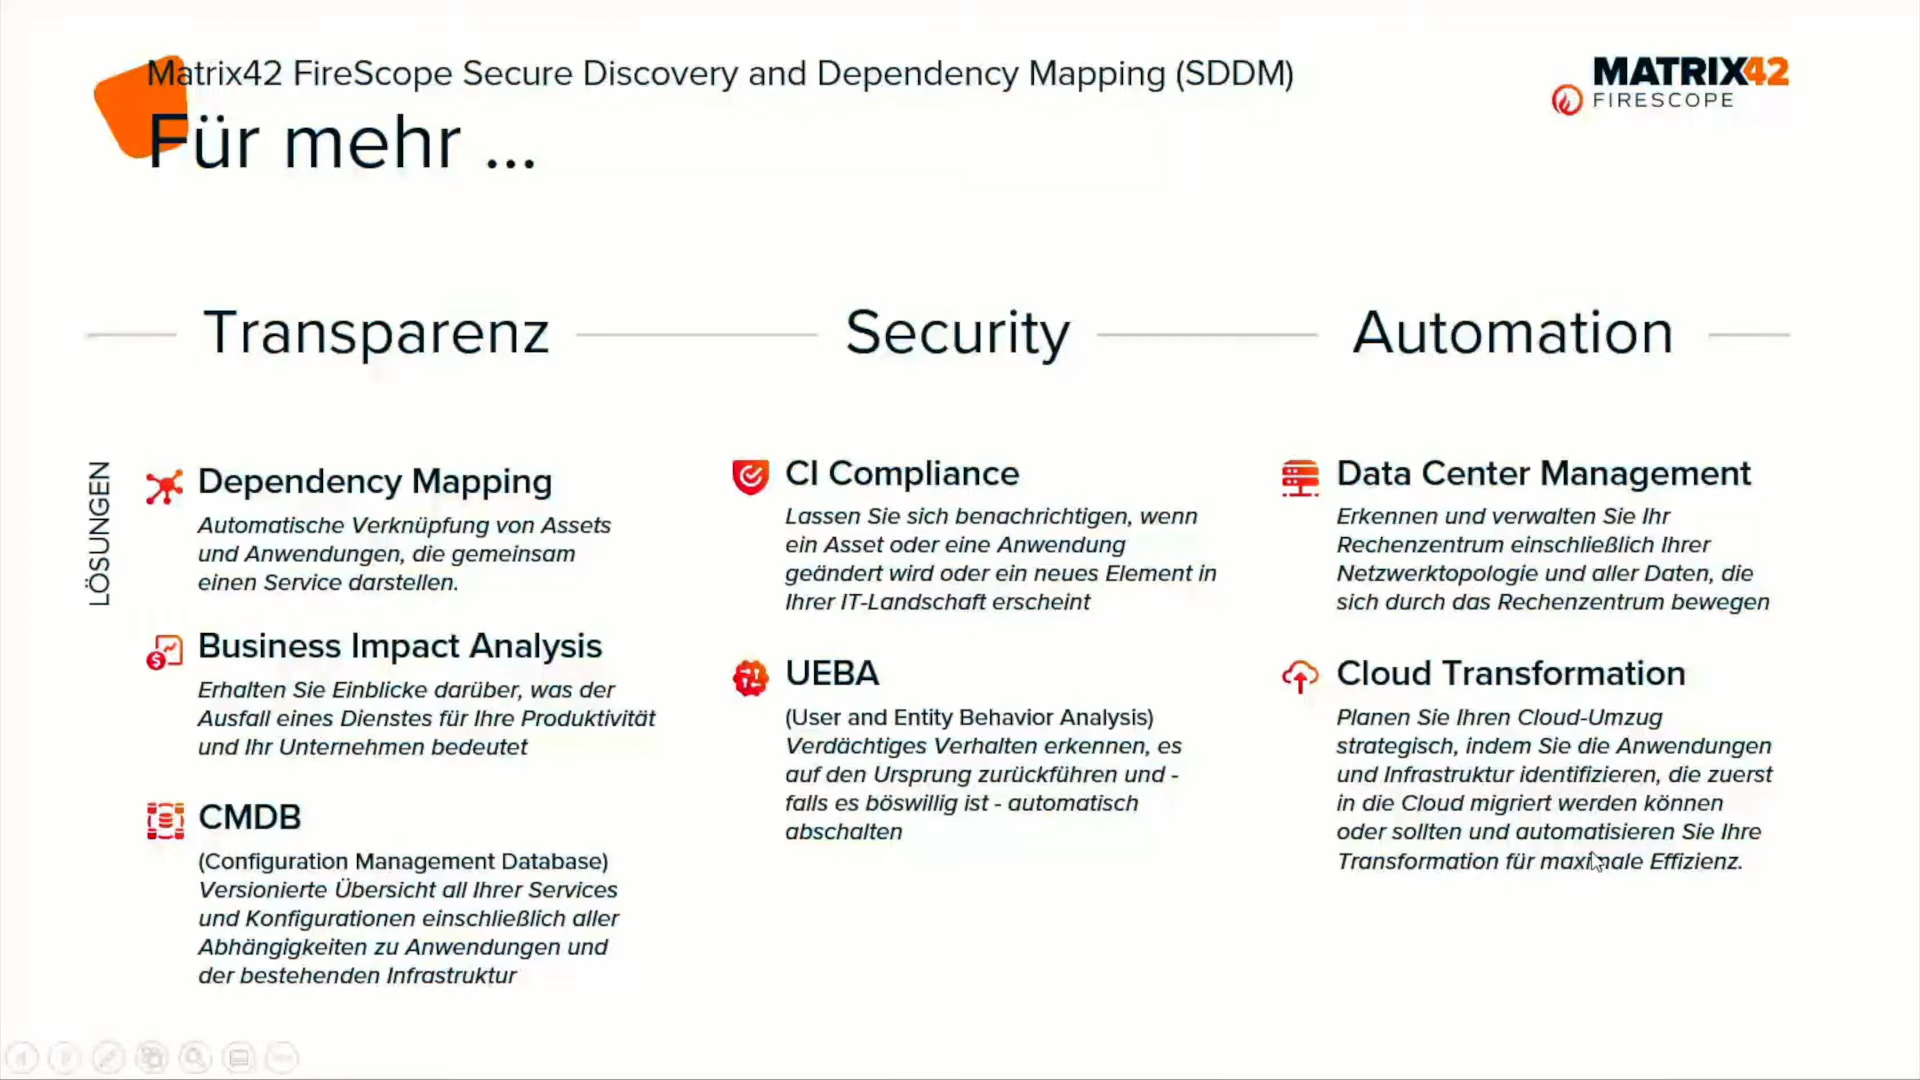 Matrix42 FireScope Secure Discovery and Dependency Mapping (SDDM)
Für mehr ...
MATRIX42
FIRESCOPE
Transparenz
Security
Automation
LÖSUNGEN
Dependency Mapping
Automatische Verknüpfung von Assets
und Anwendungen, die gemeinsam
einen Service darstellen.
Business Impact Analysis
Erhalten Sie Einblicke darüber, was der
Ausfall eines Dienstes für Ihre Produktivität
und Ihr Unternehmen bedeutet
CMDB
(Configuration Management Database)
Versionierte Übersicht all Ihrer Services
und Konfigurationen einschließlich aller
Abhängigkeiten zu Anwendungen und
der bestehenden Infrastruktur
CI Compliance
Lassen Sie sich benachrichtigen, wenn
ein Asset oder eine Anwendung
geändert wird oder ein neues Element in
Ihrer IT-Landschaft erscheint
UEBA
(User and Entity Behavior Analysis)
Verdächtiges Verhalten erkennen, es
auf den Ursprung zurückführen und -
falls es böswillig ist - automatisch
abschalten
Data Center Management
Erkennen und verwalten Sie Ihr
Rechenzentrum einschließlich Ihrer
Netzwerktopologie und aller Daten, die
sich durch das Rechenzentrum bewegen
Cloud Transformation
Planen Sie Ihren Cloud-Umzug
strategisch, indem Sie die Anwendungen
und Infrastruktur identifizieren, die zuerst
in die Cloud migriert werden können
oder sollten und automatisieren Sie Ihre
Transformation für maximale Effizienz.